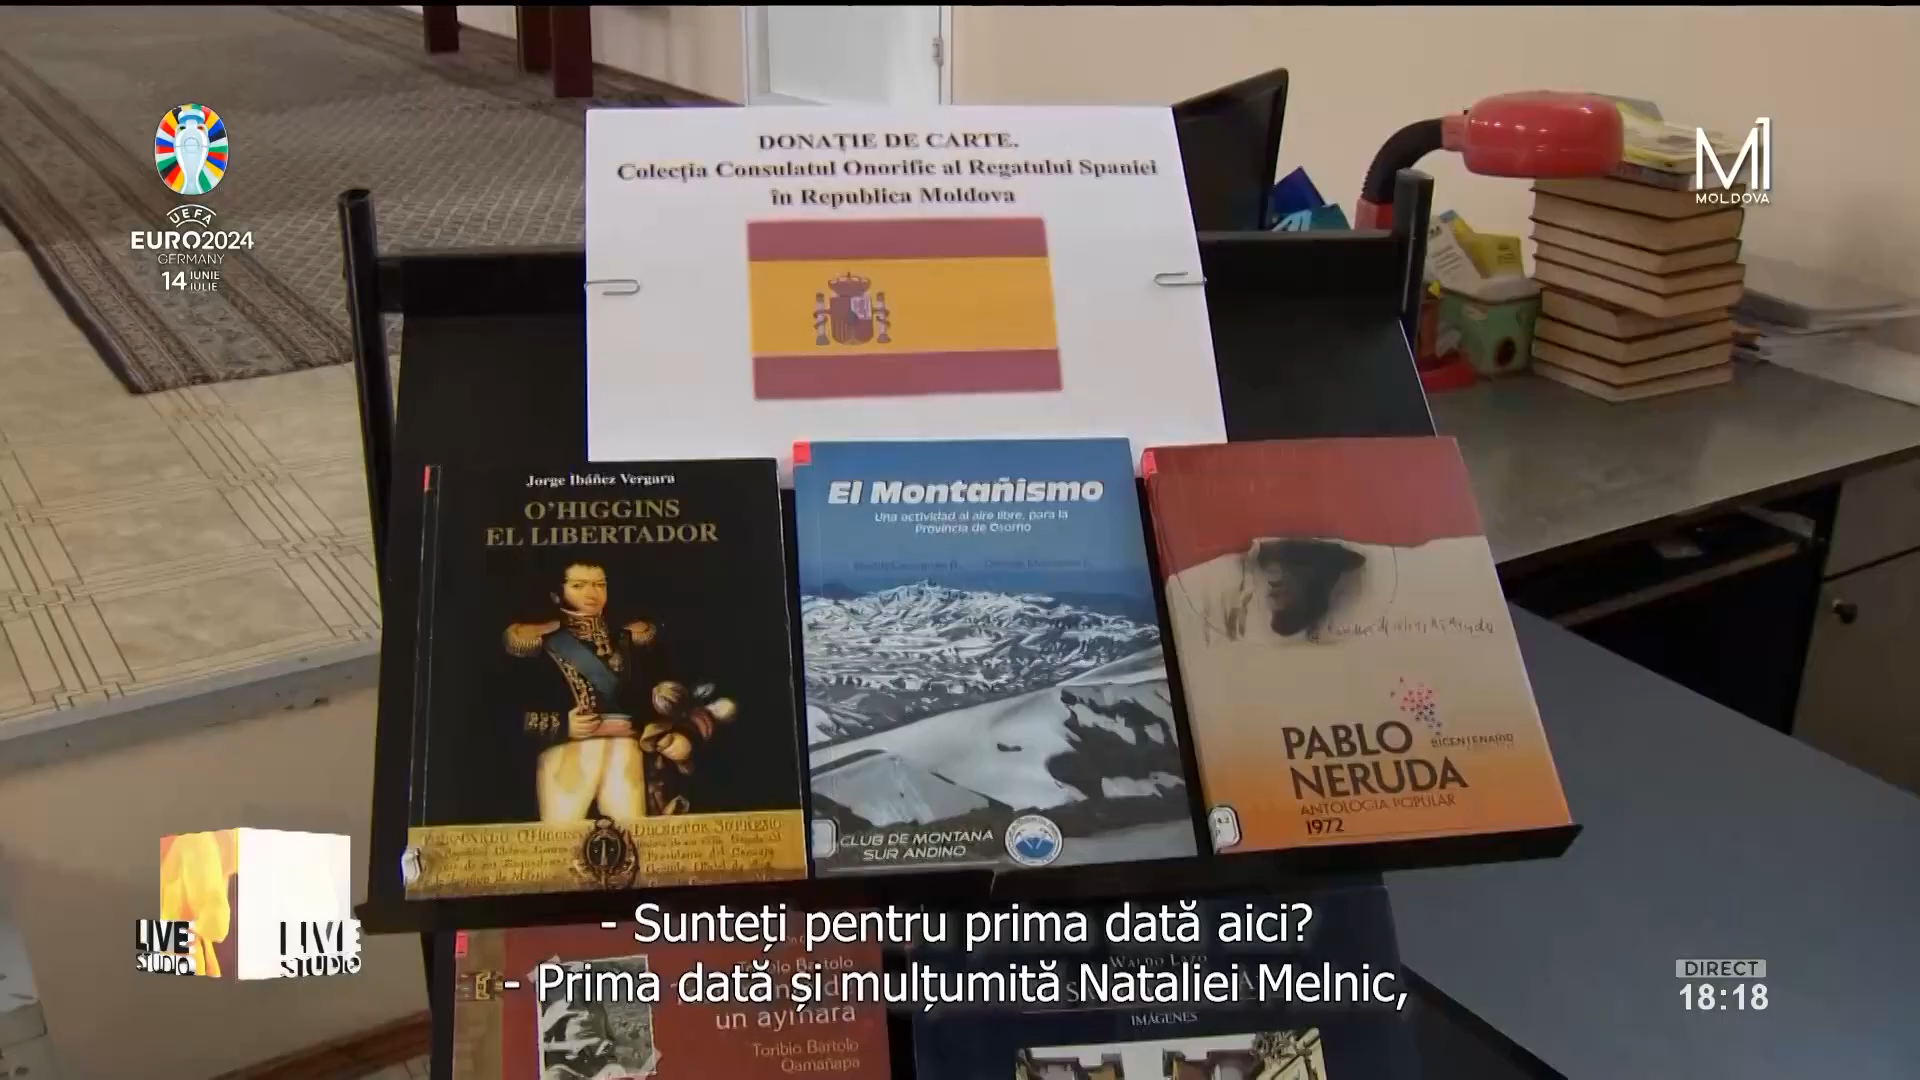 UEFA
EURO2024
GERMANY
14 IUNIE
IULIE
M1
MOLDOVA
DONAȚIE DE CARTE.
Colecția Consulatul Onorific al Regatului Spaniei
în Republica Moldova
Jorge Ibáñez Vergara
O'HIGGINS
EL LIBERTADOR
El Montañismo
Una actividad al aire libre, para la
Provincia de Osorno
CLUB DE MONTANA
SUR ANDINO
PABLO
NERUDA
BICENTENARIO
ANTOLOGIA POPULAR
1972
LIVE
STUDIO
LIVE
STUDIO
- Sunteți pentru prima dată aici?
- Prima dată și mulțumită Nataliei Melnic,
un aymara
Toribio Bartolo
Qamañapa
WALDO LAZO
IMÁGENES
DIRECT
18:18